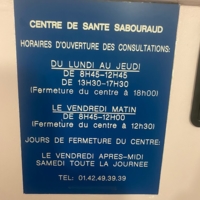 CENTRE DE SANTE SABOURAUD
HORAIRES D'OUVERTURE DES CONSULTATIONS:
DU LUNDI AU JEUDI
DE 8H45-12H45
DE 13H30-17H30
(Fermeture du centre à 18h00)
LE VENDREDI MATIN
DE 8H45-12H00
(Fermeture du centre à 12h30)
JOURS DE FERMETURE DU CENTRE:
LE VENDREDI APRES-MIDI
SAMEDI TOUTE LA JOURNEE
TEL: 01.42.49.39.39